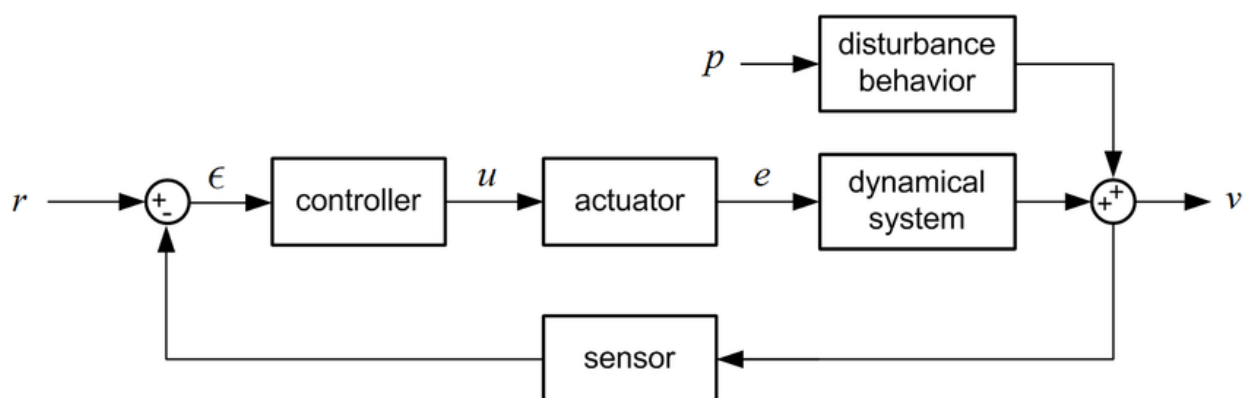 disturbance
behavior
p
r
+
-
ϵ
controller
u
actuator
e
dynamical
system
+
+
v
sensor